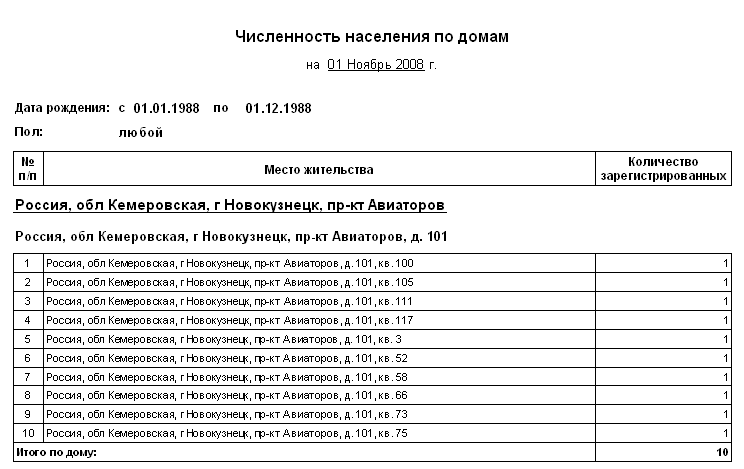 Численность населения по домам
на 01 Ноябрь 2008 г.
Дата рождения: с 01.01.1988 по 01.12.1988
Пол: любой
№ п/п Место жительства Количество зарегистрированных
Россия, обл Кемеровская, г Новокузнецк, пр-кт Авиаторов
Россия, обл Кемеровская, г Новокузнецк, пр-кт Авиаторов, д. 101
1 Россия, обл Кемеровская, г Новокузнецк, пр-кт Авиаторов, д. 101, кв. 100 1
2 Россия, обл Кемеровская, г Новокузнецк, пр-кт Авиаторов, д. 101, кв. 105 1
3 Россия, обл Кемеровская, г Новокузнецк, пр-кт Авиаторов, д. 101, кв. 111 1
4 Россия, обл Кемеровская, г Новокузнецк, пр-кт Авиаторов, д. 101, кв. 117 1
5 Россия, обл Кемеровская, г Новокузнецк, пр-кт Авиаторов, д. 101, кв. 3 1
6 Россия, обл Кемеровская, г Новокузнецк, пр-кт Авиаторов, д. 101, кв. 52 1
7 Россия, обл Кемеровская, г Новокузнецк, пр-кт Авиаторов, д. 101, кв. 58 1
8 Россия, обл Кемеровская, г Новокузнецк, пр-кт Авиаторов, д. 101, кв. 66 1
9 Россия, обл Кемеровская, г Новокузнецк, пр-кт Авиаторов, д. 101, кв. 73 1
10 Россия, обл Кемеровская, г Новокузнецк, пр-кт Авиаторов, д. 101, кв. 75 1
Итого по дому: 10